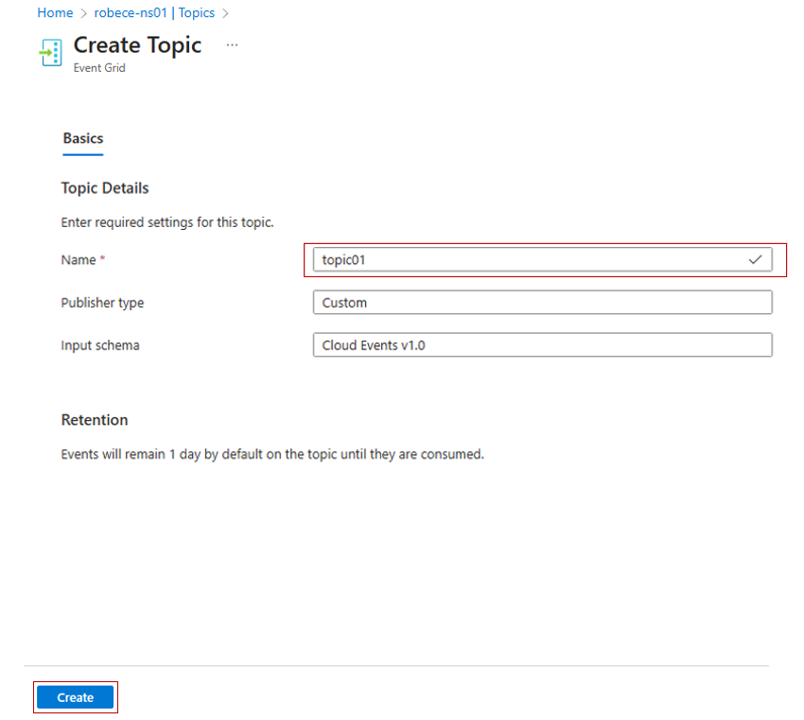 Home > robece-ns01 | Topics >
Create Topic ...
Event Grid
Basics
Topic Details
Enter required settings for this topic.
Name * topic01
Publisher type Custom
Input schema Cloud Events v1.0
Retention
Events will remain 1 day by default on the topic until they are consumed.
Create